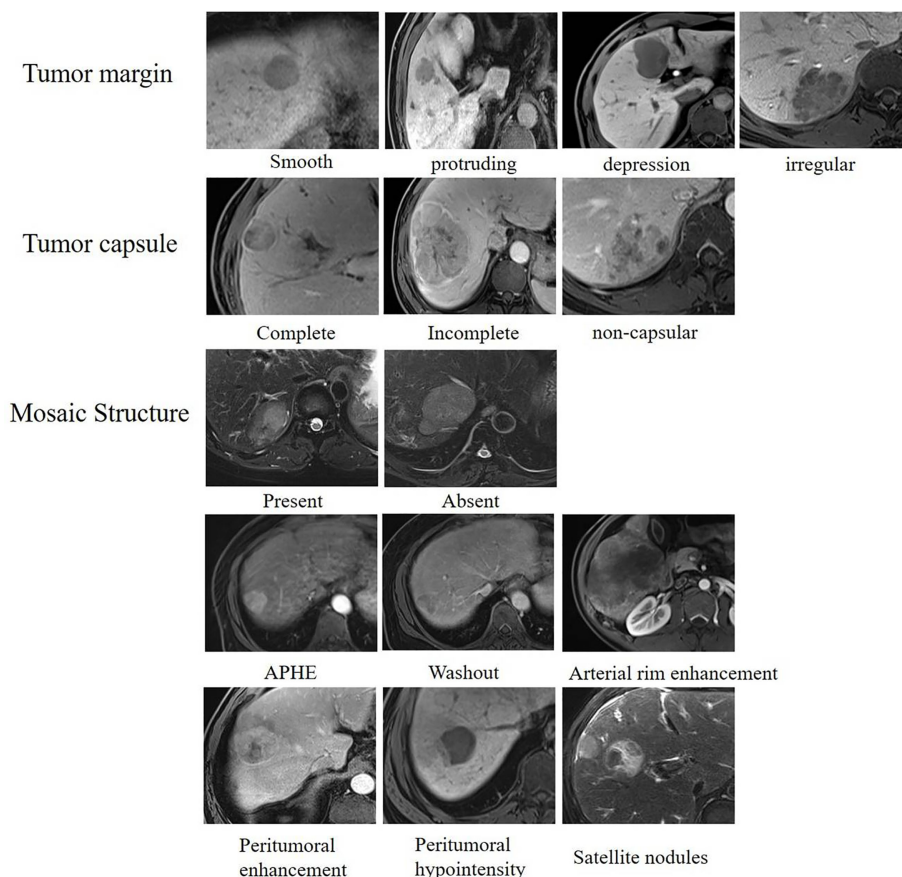 Tumor margin
Smooth
protruding
depression
irregular
Tumor capsule
Complete
Incomplete
non-capsular
Mosaic Structure
Present
Absent
APHE
Washout
Arterial rim enhancement
Peritumoral
enhancement
Peritumoral
hypointensity
Satellite nodules